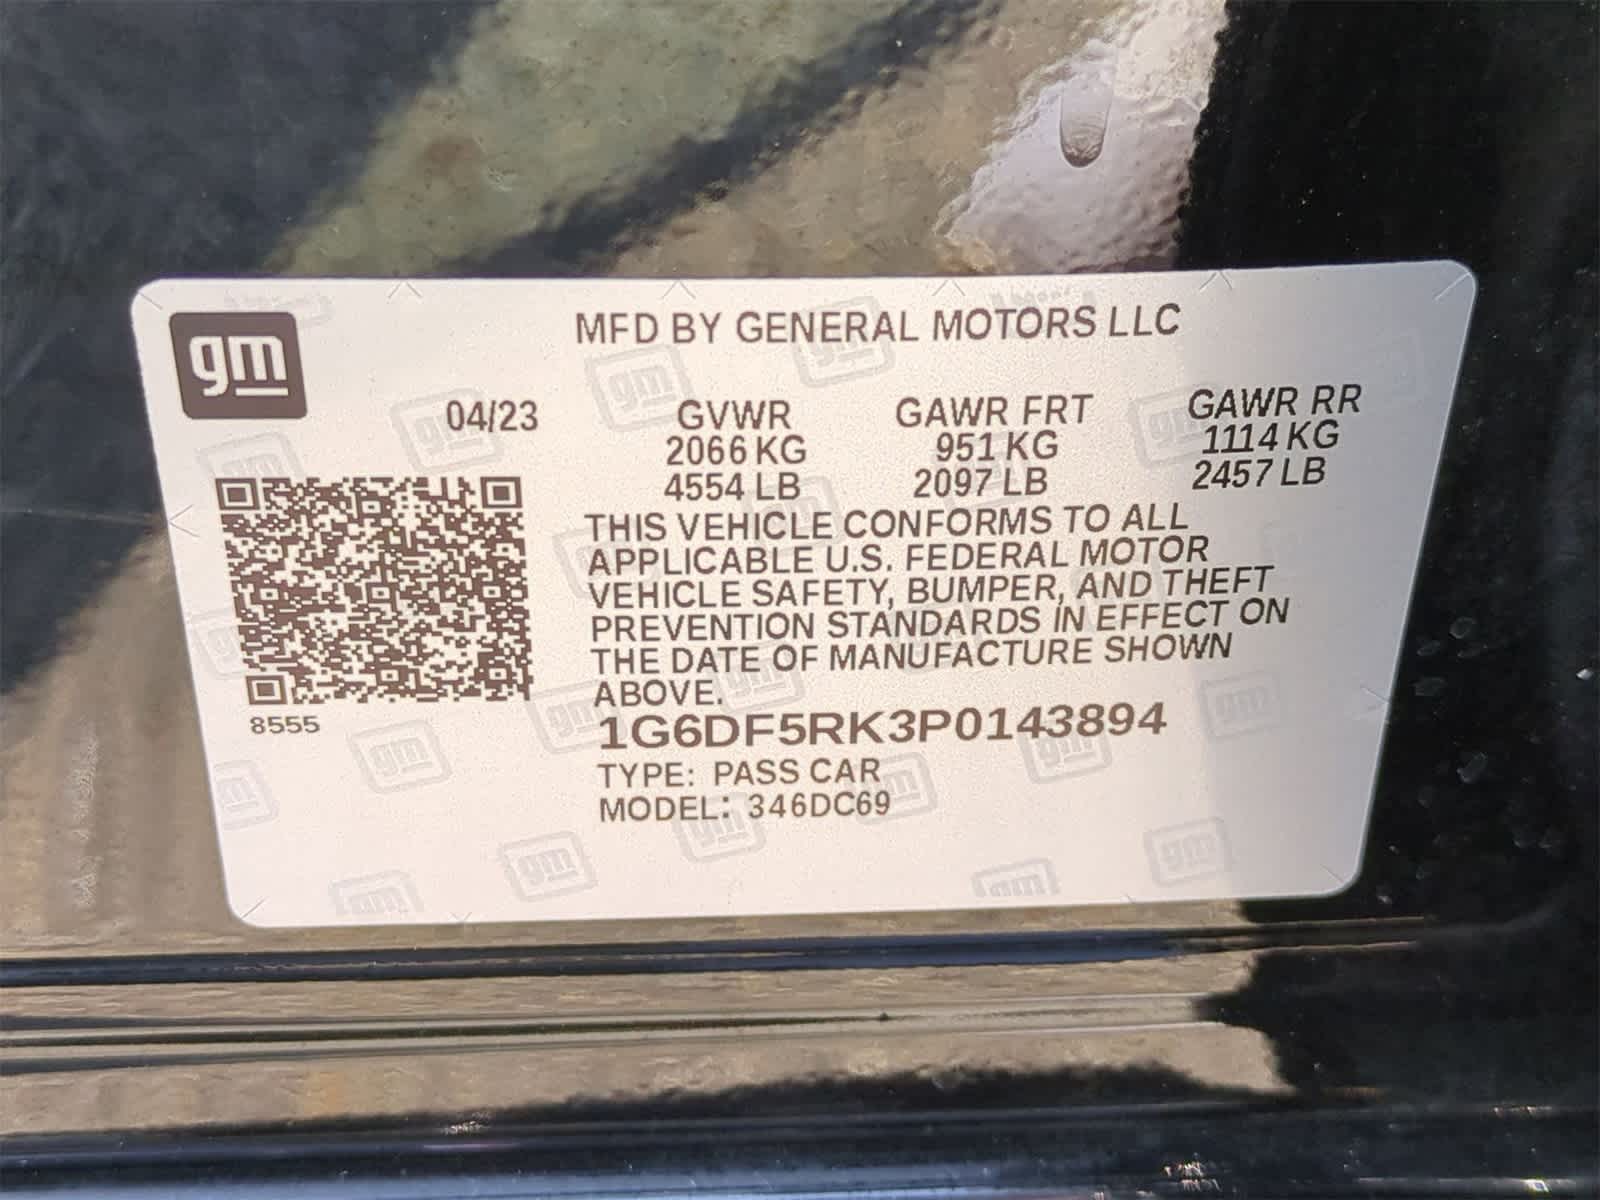 gm
MFD BY GENERAL MOTORS LLC
04/23 GVWR GAWR FRT GAWR RR
2066 KG 951 KG 1114 KG
4554 LB 2097 LB 2457 LB
THIS VEHICLE CONFORMS TO ALL
APPLICABLE U.S. FEDERAL MOTOR
VEHICLE SAFETY, BUMPER, AND THEFT
PREVENTION STANDARDS IN EFFECT ON
THE DATE OF MANUFACTURE SHOWN
ABOVE.
8555
1G6DF5RK3P0143894
TYPE: PASS CAR
MODEL: 346DC69